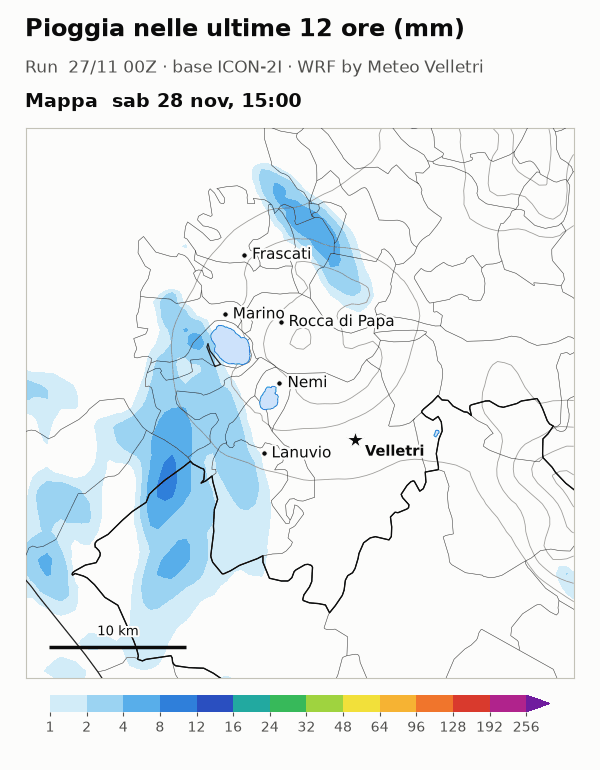 Pioggia nelle ultime 12 ore (mm)
Run  27/11 00Z · base ICON-2I · WRF by Meteo Velletri
Mappa  sab 28 nov, 15:00
Frascati
Marino
Rocca di Papa
Nemi
Velletri
Lanuvio
10 km
1 2 4 8 12 16 24 32 48 64 96 128 192 256